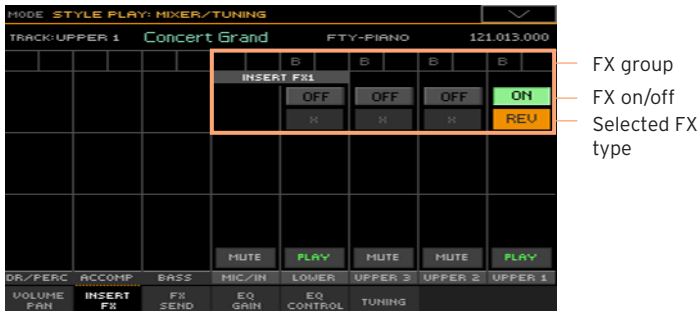 MODE STYLE PLAY: MIXER/TUNING
TRACK:UPPER 1 Concert Grand FTY-PIANO 121.013.000
B B B B
INSERT FX1
OFF OFF OFF ON
X X X REV
FX group
FX on/off
Selected FX
type
MUTE PLAY MUTE MUTE PLAY
DR/PERC ACCOMP BASS MIC/IN LOWER UPPER 3 UPPER 2 UPPER 1
VOLUME PAN INSERT FX FX SEND EQ GAIN EQ CONTROL TUNING